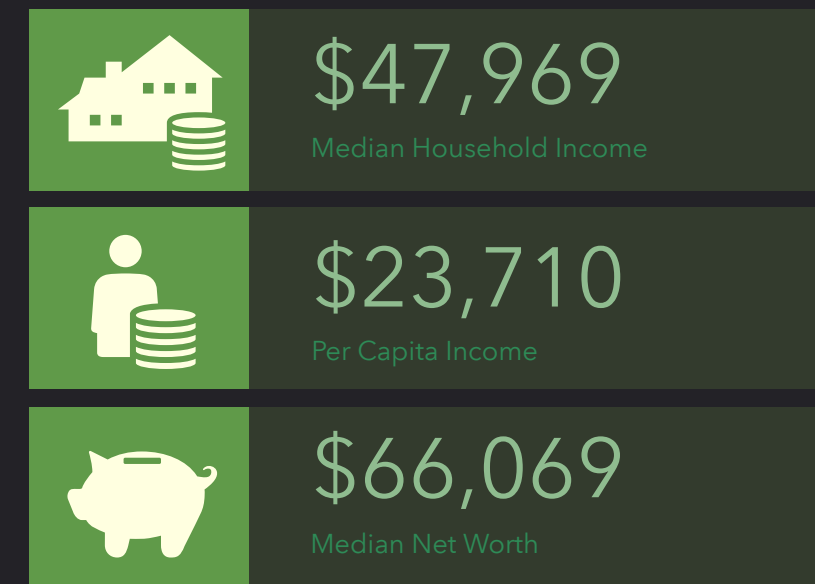 $47,969
Median Household Income
$23,710
Per Capita Income
$66,069
Median Net Worth